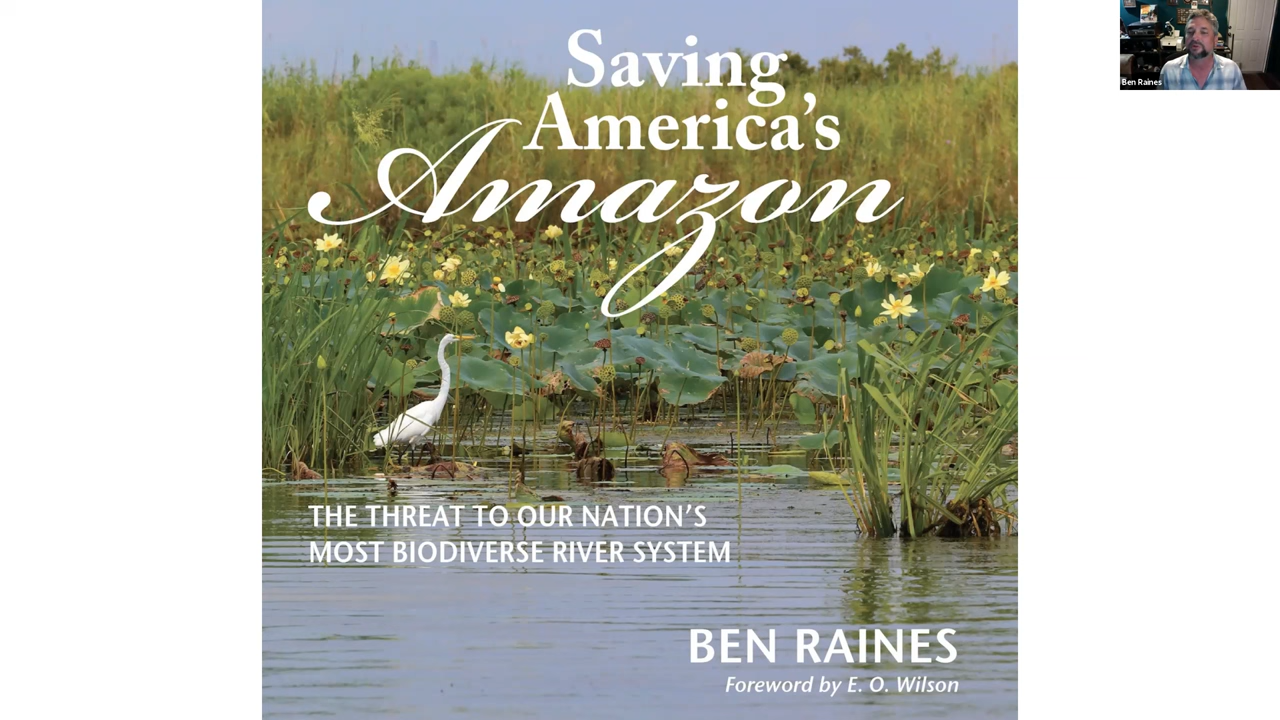 Saving
America's
Amazon
THE THREAT TO OUR NATION'S
MOST BIODIVERSE RIVER SYSTEM
BEN RAINES
Foreword by E. O. Wilson
Ben Raines